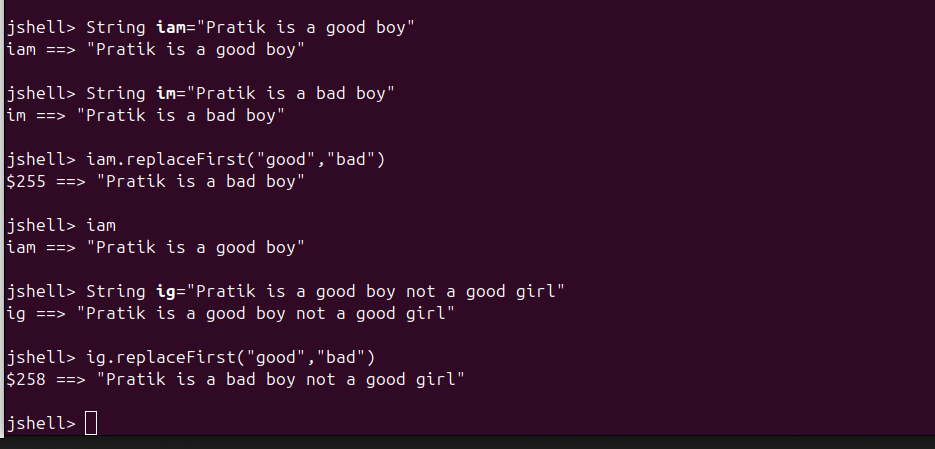 jshell> String iam="Pratik is a good boy"
iam ==> "Pratik is a good boy"
jshell> String im="Pratik is a bad boy"
im ==> "Pratik is a bad boy"
jshell> iam.replaceFirst("good","bad")
$255 ==> "Pratik is a bad boy"
jshell> iam
iam ==> "Pratik is a good boy"
jshell> String ig="Pratik is a good boy not a good girl"
ig ==> "Pratik is a good boy not a good girl"
jshell> ig.replaceFirst("good","bad")
$258 ==> "Pratik is a bad boy not a good girl"
jshell>